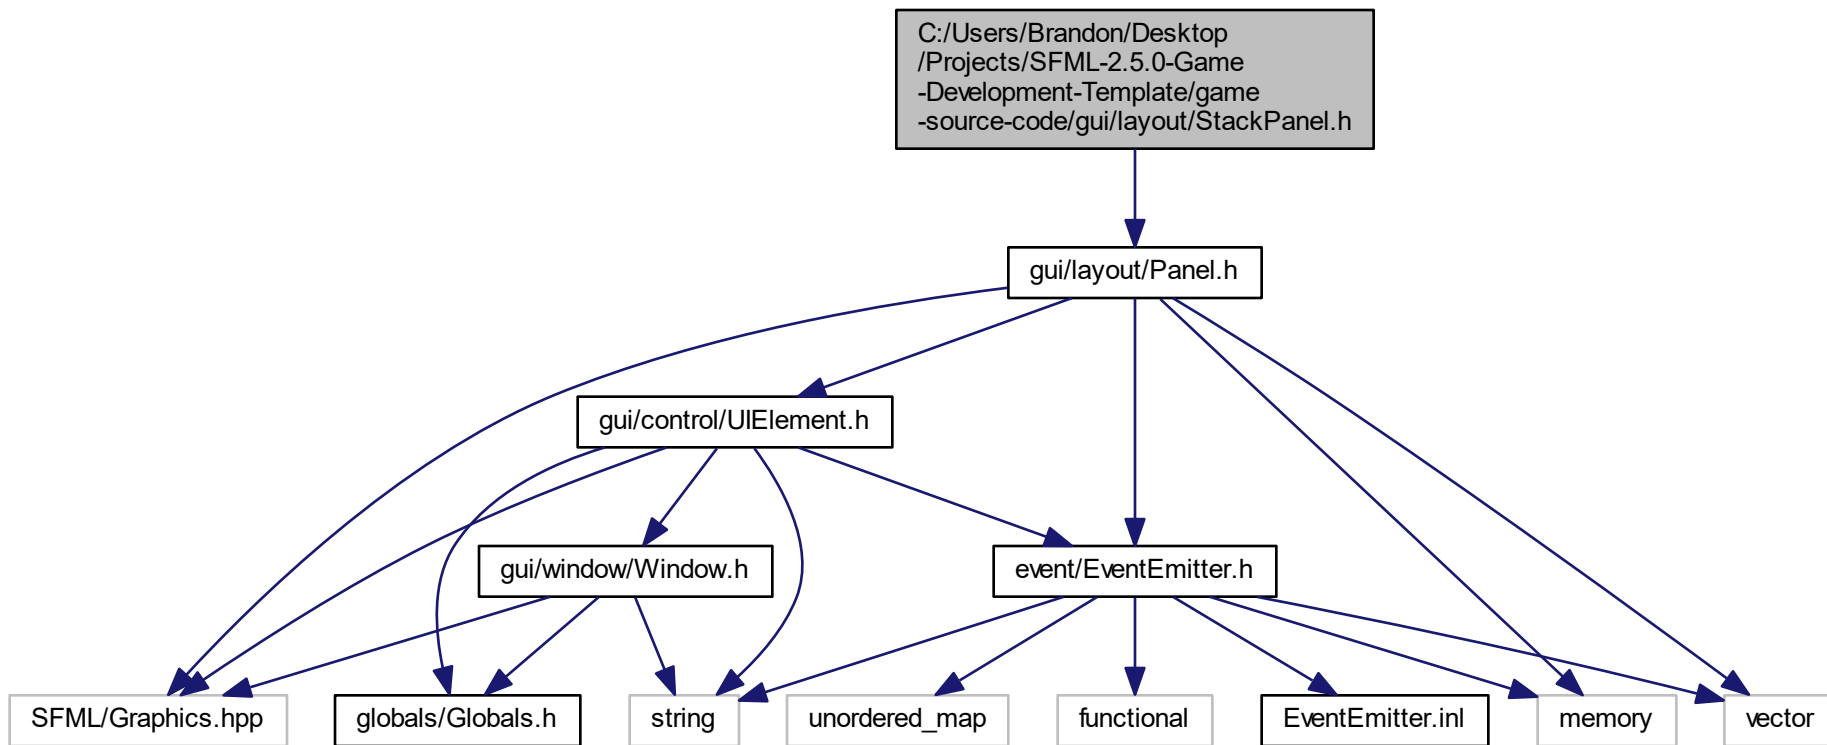 C:/Users/Brandon/Desktop
/Projects/SFML-2.5.0-Game
-Development-Template/game
-source-code/gui/layout/StackPanel.h
gui/layout/Panel.h
gui/control/UIElement.h
gui/window/Window.h
event/EventEmitter.h
SFML/Graphics.hpp
globals/Globals.h
string
unordered_map
functional
EventEmitter.inl
memory
vector